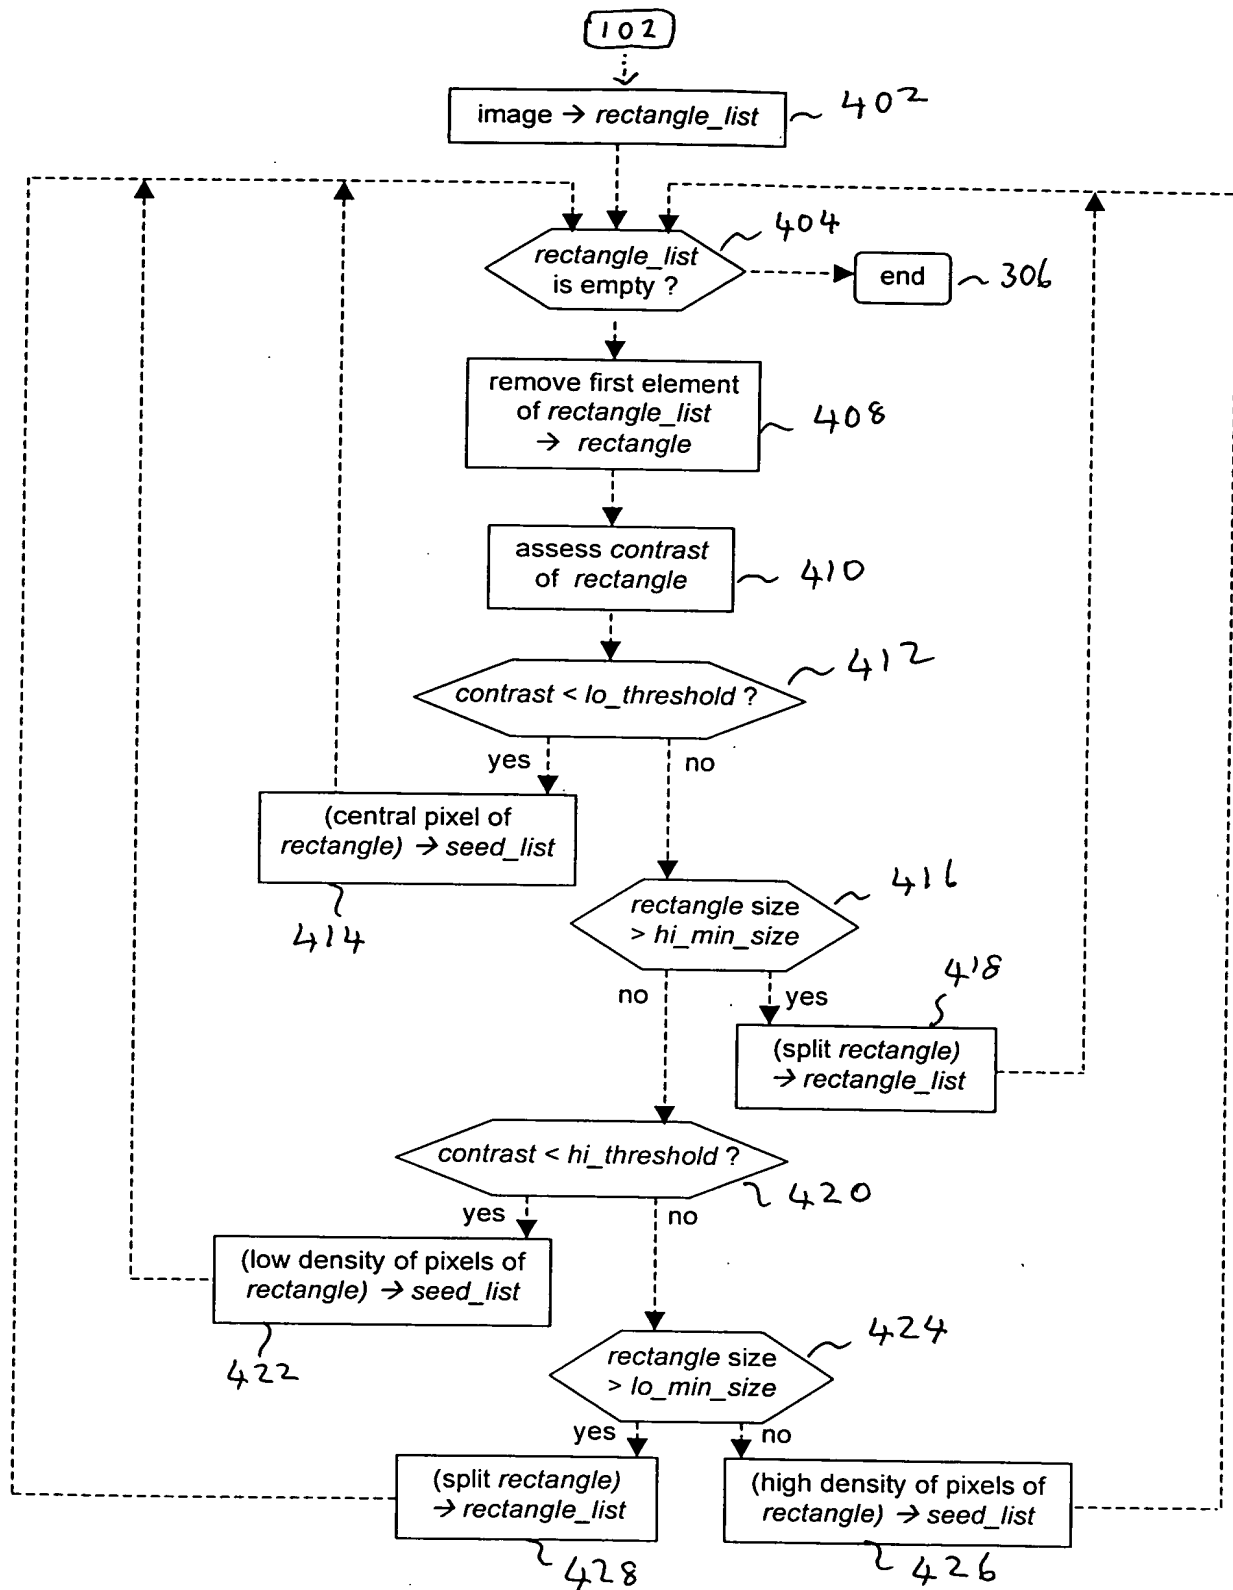 102
image → rectangle_list
402
rectangle_list
is empty ?
404
end
306
remove first element
of rectangle_list
→ rectangle
408
assess contrast
of rectangle
410
contrast < lo_threshold ?
412
yes
no
(central pixel of
rectangle) → seed_list
414
rectangle size
> hi_min_size
416
no
yes
418
(split rectangle)
→ rectangle_list
contrast < hi_threshold ?
420
yes
no
(low density of pixels of
rectangle) → seed_list
422
rectangle size
> lo_min_size
424
yes
no
(split rectangle)
→ rectangle_list
428
(high density of pixels of
rectangle) → seed_list
426